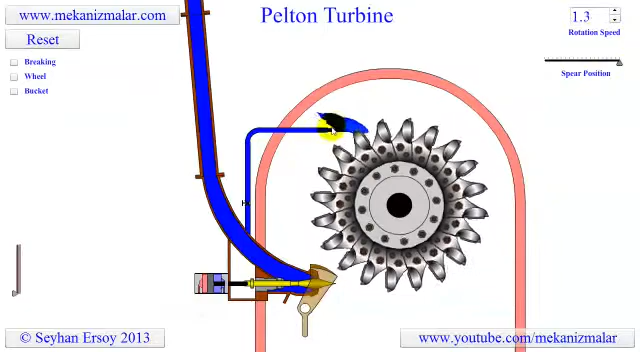 www.mekanizmalar.com
Pelton Turbine
1.3
Rotation Speed
Reset
Breaking
Wheel
Bucket
Spear Position
© Seyhan Ersoy 2013
www.youtube.com/mekanizmalar